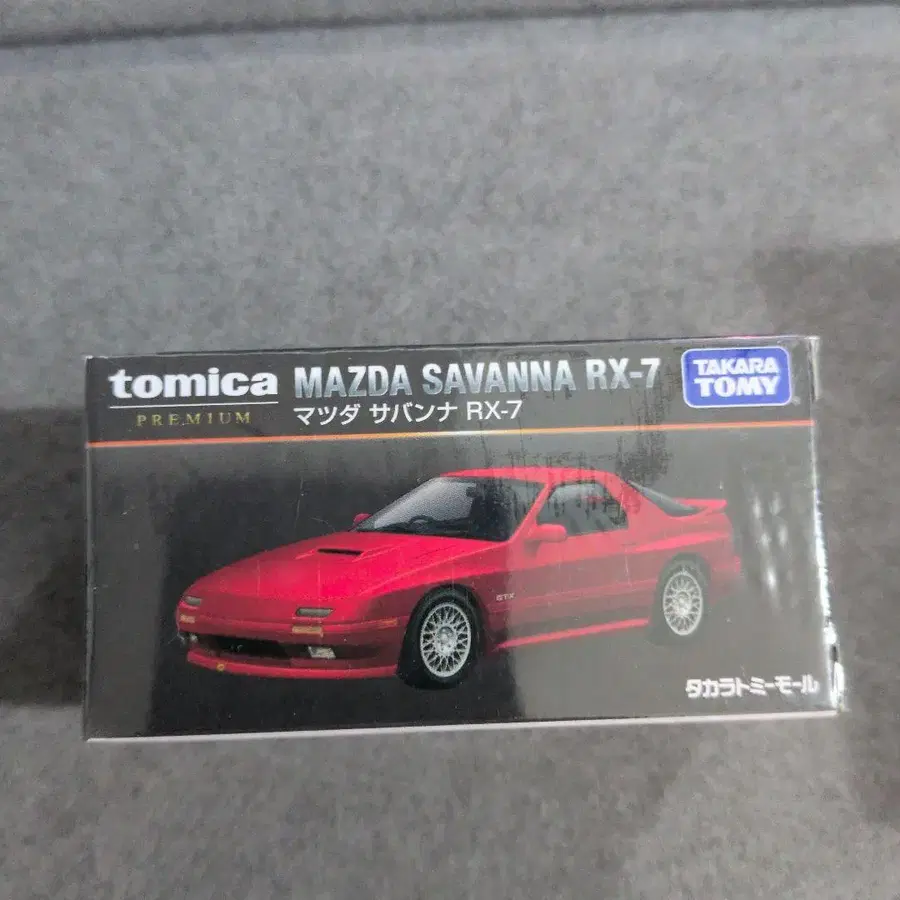 tomica
PREMIUM
MAZDA SAVANNA RX-7
マツダ サバンナ RX-7
TAKARA
TOMY
GT-X
タカラトミーモール